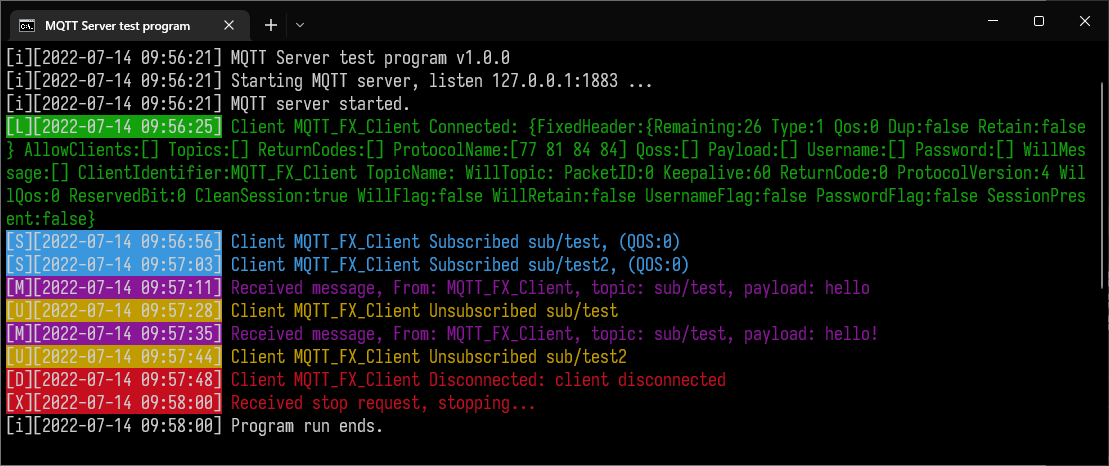 MQTT Server test program
[i][2022-07-14 09:56:21] MQTT Server test program v1.0.0
[i][2022-07-14 09:56:21] Starting MQTT server, listen 127.0.0.1:1883 ...
[i][2022-07-14 09:56:21] MQTT server started.
[L][2022-07-14 09:56:25] Client MQTT_FX_Client Connected: {FixedHeader:{Remaining:26 Type:1 Qos:0 Dup:false Retain:false
} AllowClients:[] Topics:[] ReturnCodes:[] ProtocolName:[77 81 84 84] Qoss:[] Payload:[] Username:[] Password:[] WillMes
sage:[] ClientIdentifier:MQTT_FX_Client TopicName: WillTopic: PacketID:0 Keepalive:60 ReturnCode:0 ProtocolVersion:4 Wil
lQos:0 ReservedBit:0 CleanSession:true WillFlag:false WillRetain:false UsernameFlag:false PasswordFlag:false SessionPres
ent:false}
[S][2022-07-14 09:56:56] Client MQTT_FX_Client Subscribed sub/test, (QOS:0)
[S][2022-07-14 09:57:03] Client MQTT_FX_Client Subscribed sub/test2, (QOS:0)
[M][2022-07-14 09:57:11] Received message, From: MQTT_FX_Client, topic: sub/test, payload: hello
[U][2022-07-14 09:57:28] Client MQTT_FX_Client Unsubscribed sub/test
[M][2022-07-14 09:57:35] Received message, From: MQTT_FX_Client, topic: sub/test, payload: hello!
[U][2022-07-14 09:57:44] Client MQTT_FX_Client Unsubscribed sub/test2
[D][2022-07-14 09:57:48] Client MQTT_FX_Client Disconnected: client disconnected
[X][2022-07-14 09:58:00] Received stop request, stopping...
[i][2022-07-14 09:58:00] Program run ends.